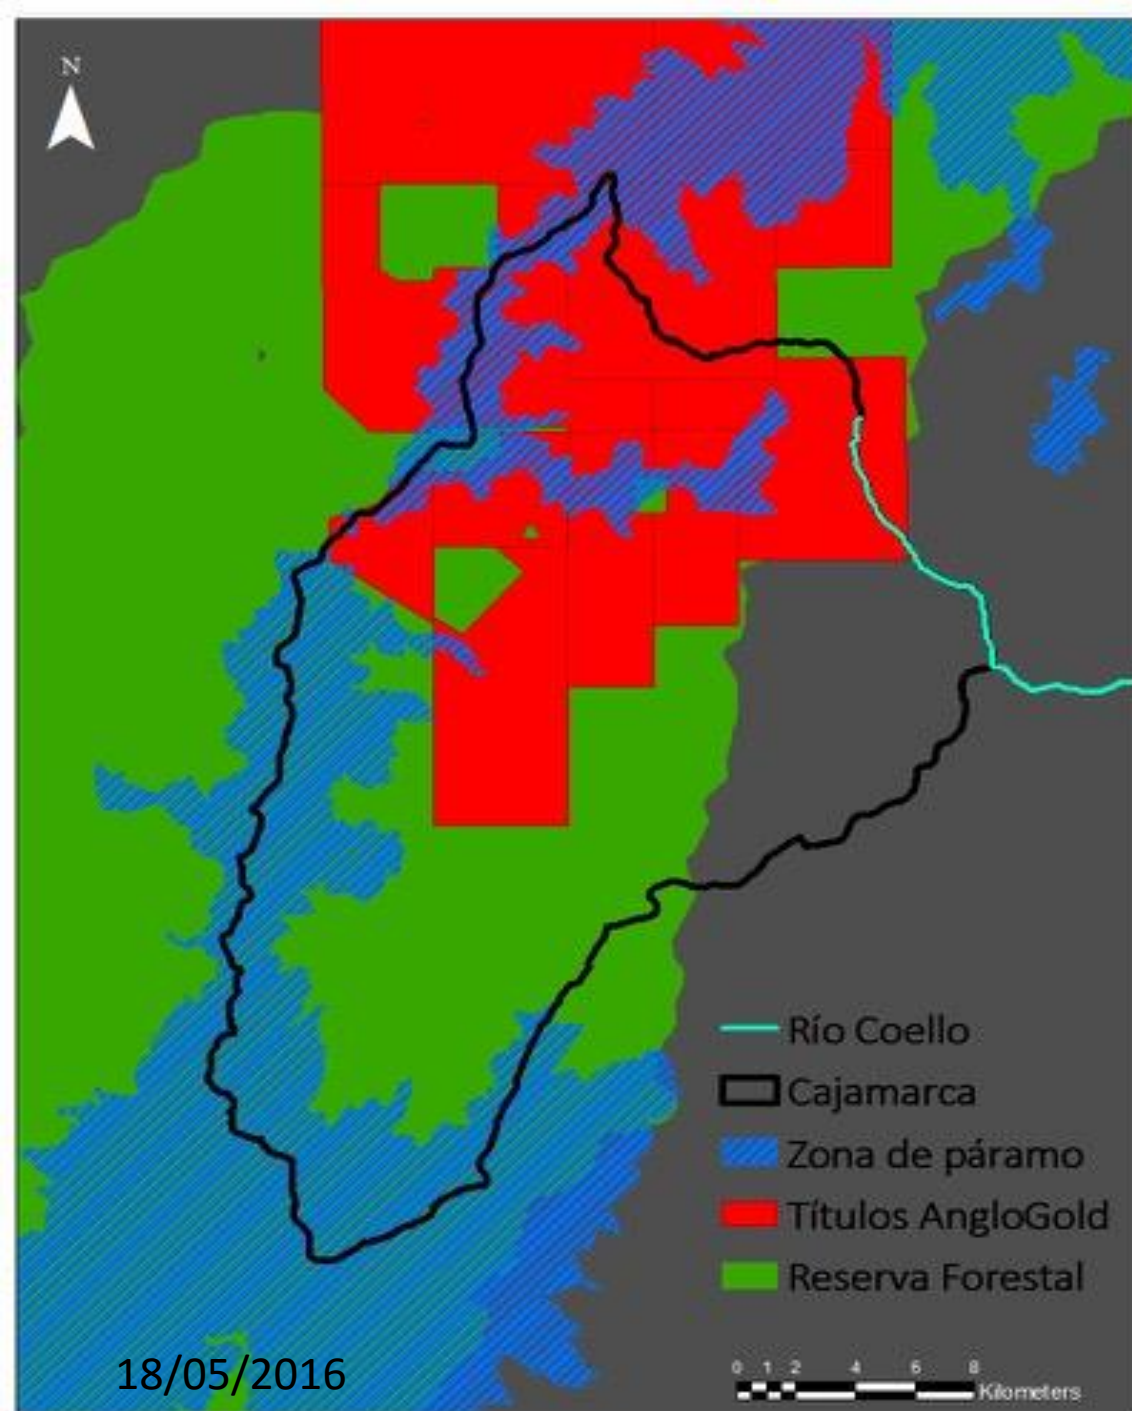 N
Río Coello
Cajamarca
Zona de páramo
Títulos AngloGold
Reserva Forestal
18/05/2016
0 1 2 4 6 8
Kilometers